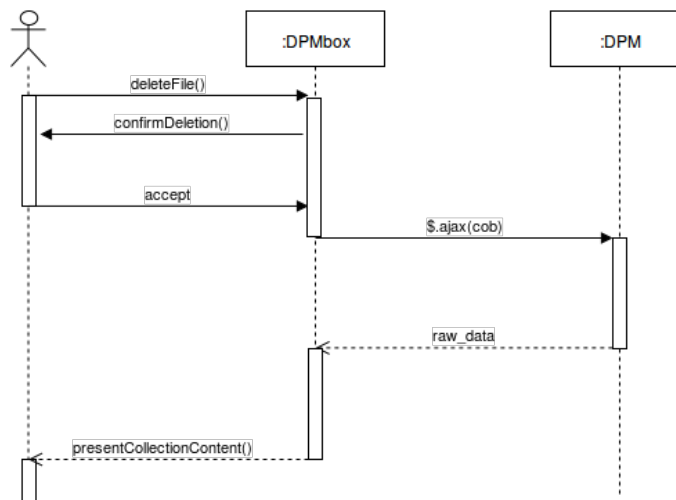 :DPMbox
:DPM
deleteFile()
confirmDeletion()
accept
$.ajax(cob)
raw_data
presentCollectionContent()